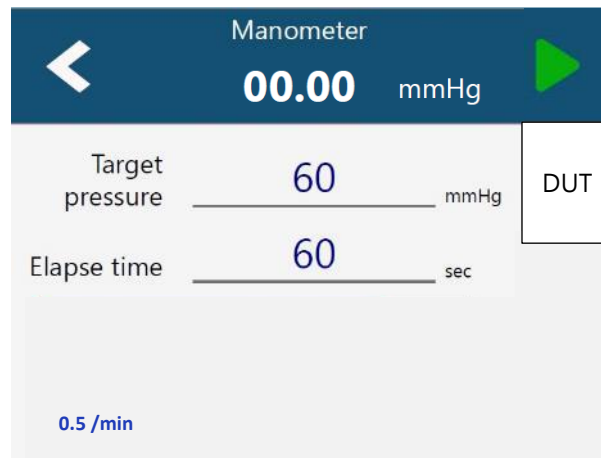 Manometer
00.00 mmHg
Target
pressure
60 mmHg
DUT
Elapse time 60 sec
0.5 /min